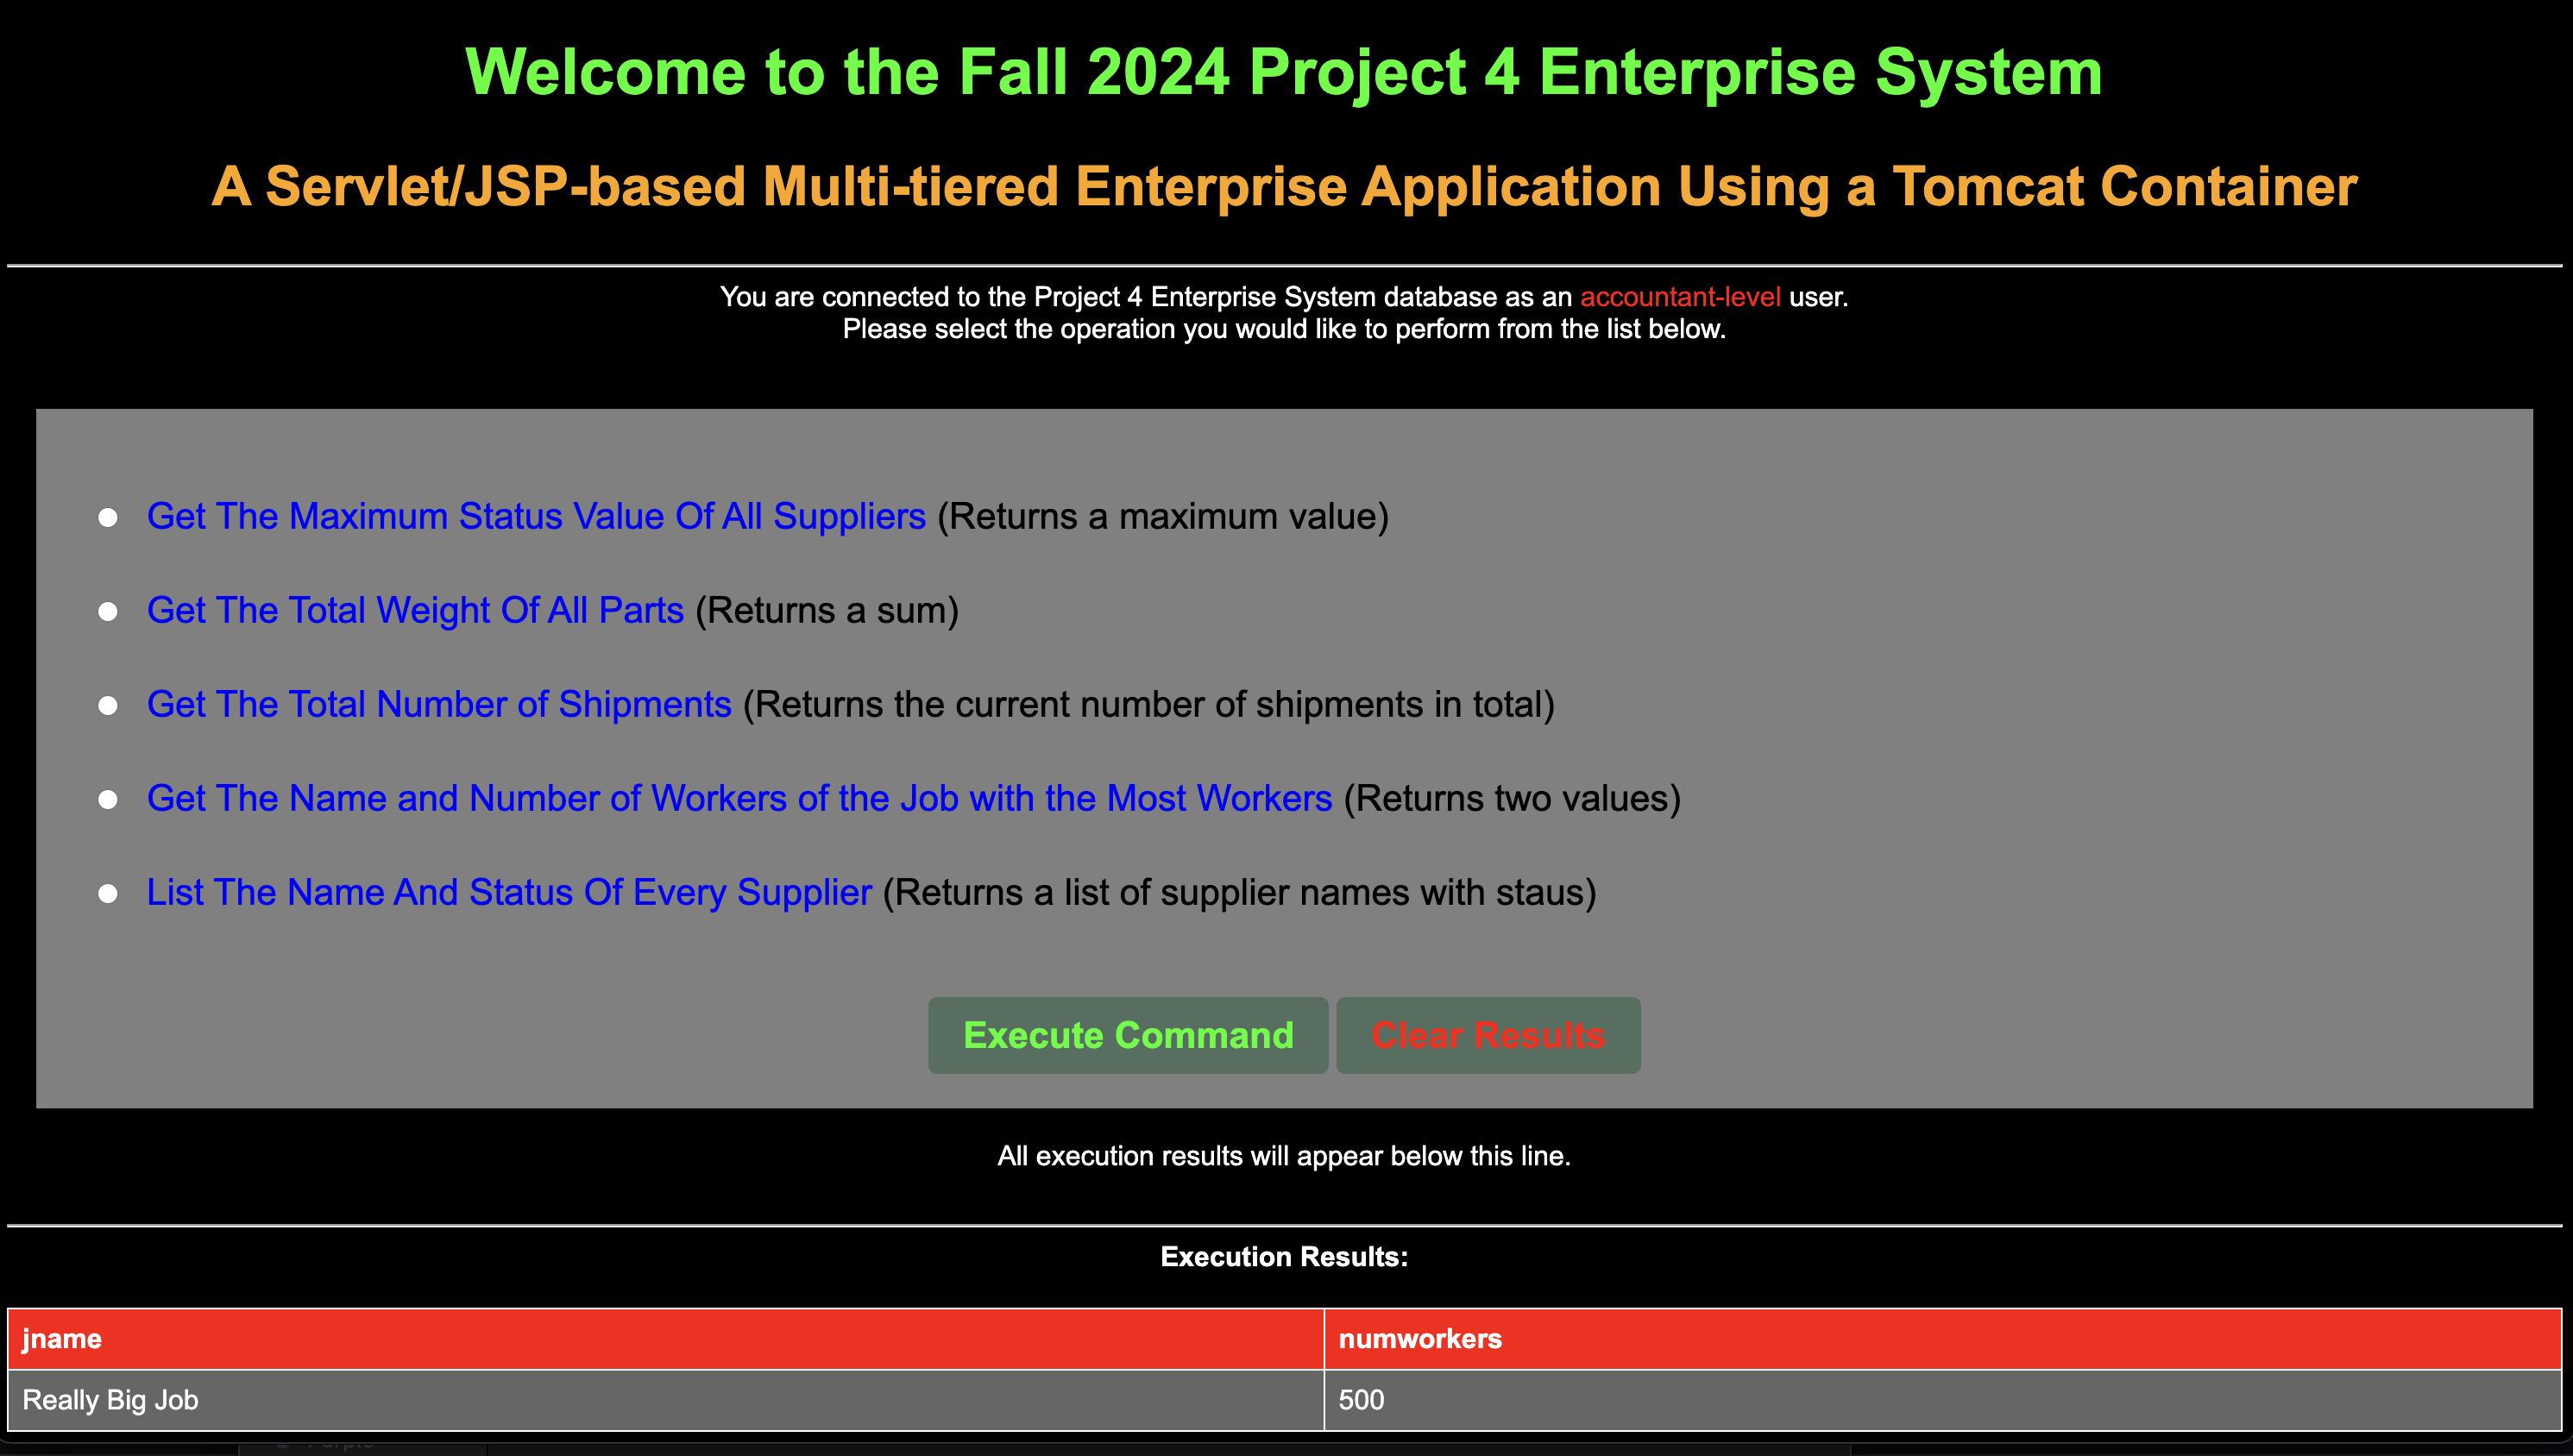 Welcome to the Fall 2024 Project 4 Enterprise System
A Servlet/JSP-based Multi-tiered Enterprise Application Using a Tomcat Container
You are connected to the Project 4 Enterprise System database as an accountant-level user.
Please select the operation you would like to perform from the list below.
Get The Maximum Status Value Of All Suppliers (Returns a maximum value)
Get The Total Weight Of All Parts (Returns a sum)
Get The Total Number of Shipments (Returns the current number of shipments in total)
Get The Name and Number of Workers of the Job with the Most Workers (Returns two values)
List The Name And Status Of Every Supplier (Returns a list of supplier names with staus)
Execute Command Clear Results
All execution results will appear below this line.
Execution Results:
jname numworkers
Really Big Job 500